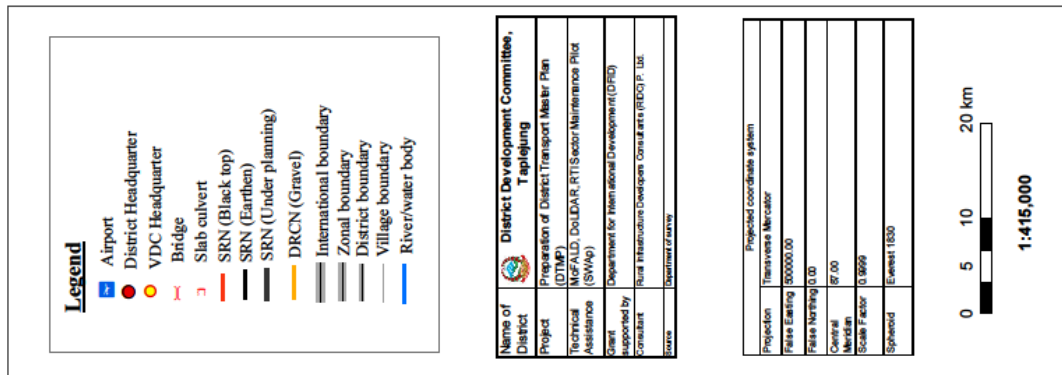 Legend
Airport
District Headquarter
VDC Headquarter
Bridge
Slab culvert
SRN (Black top)
SRN (Earthen)
SRN (Under planning)
DRCN (Gravel)
International boundary
Zonal boundary
District boundary
Village boundary
River/water body
Name of District
District Development Committee, Taplejung
Project
Preparation of District Transport Master Plan (DTMP)
Technical Assistance
MoFALD, DoLIDAR, RTI Sector Maintenance Pilot (SWAp)
Grant supported by
Department for International Development (DFID)
Consultant
Rural Infrastructure Developers Consultants (RIDC) P. Ltd.
Source
Department of survey
Projected coordinate system
Projection
Transverse Mercator
False Easting
500000.00
False Northing
0.00
Central Meridian
87.00
Scale Factor
0.9999
Spheroid
Everest 1830
0 5 10 20 km
1:415,000